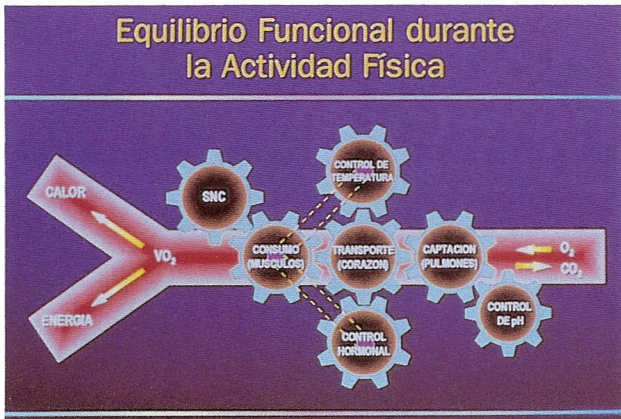 Equilibrio Funcional durante
la Actividad Física
CALOR
SNC
CONTROL DE
TEMPERATURA
VO₂
CONSUMO
(MUSCULOS)
TRANSPORTE
(CORAZON)
CAPTACION
(PULMONES)
O₂
CO₂
ENERGIA
CONTROL
HORMONAL
CONTROL
DE pH